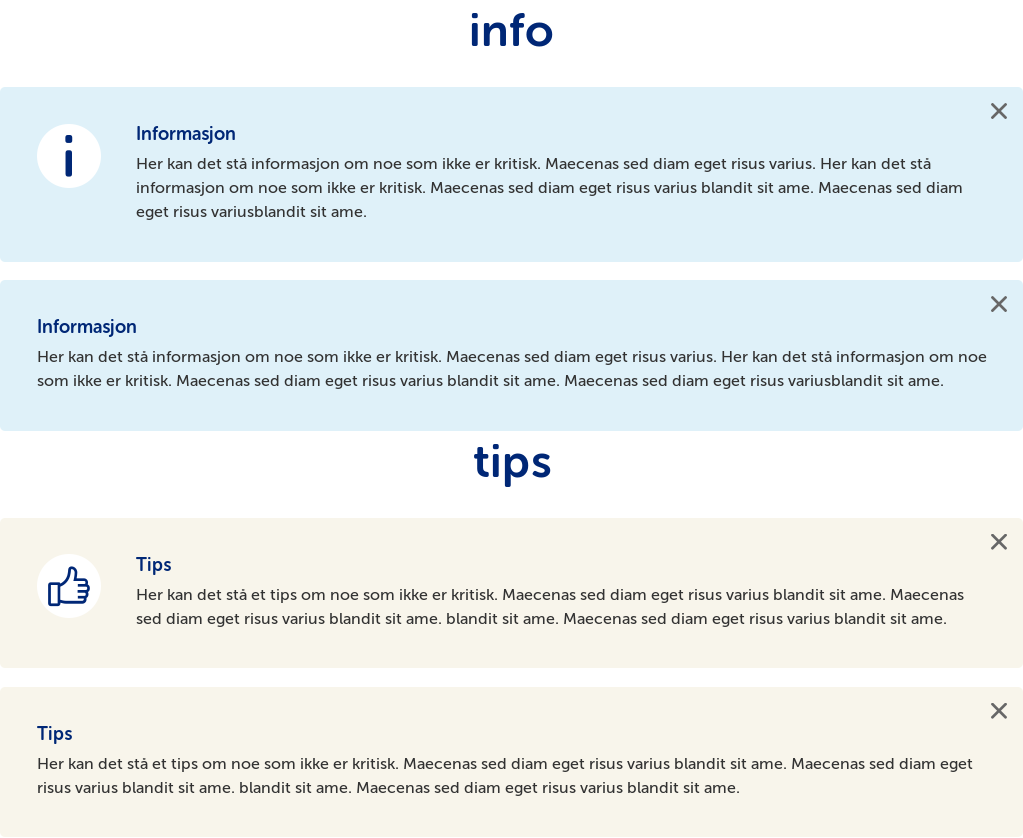 info
Informasjon
Her kan det stå informasjon om noe som ikke er kritisk. Maecenas sed diam eget risus varius. Her kan det stå
informasjon om noe som ikke er kritisk. Maecenas sed diam eget risus varius blandit sit ame. Maecenas sed diam
eget risus variusblandit sit ame.
Informasjon
Her kan det stå informasjon om noe som ikke er kritisk. Maecenas sed diam eget risus varius. Her kan det stå informasjon om noe
som ikke er kritisk. Maecenas sed diam eget risus varius blandit sit ame. Maecenas sed diam eget risus variusblandit sit ame.
tips
Tips
Her kan det stå et tips om noe som ikke er kritisk. Maecenas sed diam eget risus varius blandit sit ame. Maecenas
sed diam eget risus varius blandit sit ame. blandit sit ame. Maecenas sed diam eget risus varius blandit sit ame.
Tips
Her kan det stå et tips om noe som ikke er kritisk. Maecenas sed diam eget risus varius blandit sit ame. Maecenas sed diam eget
risus varius blandit sit ame. blandit sit ame. Maecenas sed diam eget risus varius blandit sit ame.